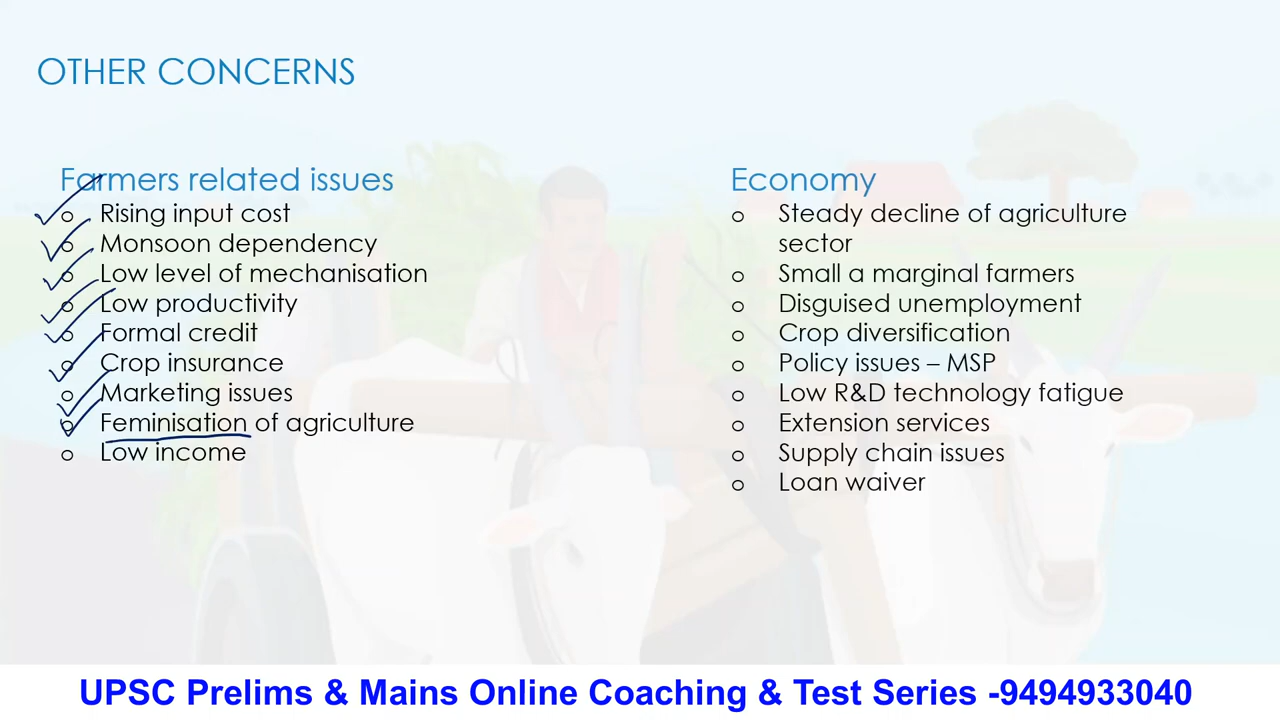 OTHER CONCERNS
Farmers related issues
o Rising input cost
o Monsoon dependency
o Low level of mechanisation
o Low productivity
o Formal credit
o Crop insurance
o Marketing issues
o Feminisation of agriculture
o Low income
Economy
o Steady decline of agriculture
sector
o Small a marginal farmers
o Disguised unemployment
o Crop diversification
o Policy issues – MSP
o Low R&D technology fatigue
o Extension services
o Supply chain issues
o Loan waiver
UPSC Prelims & Mains Online Coaching & Test Series -9494933040